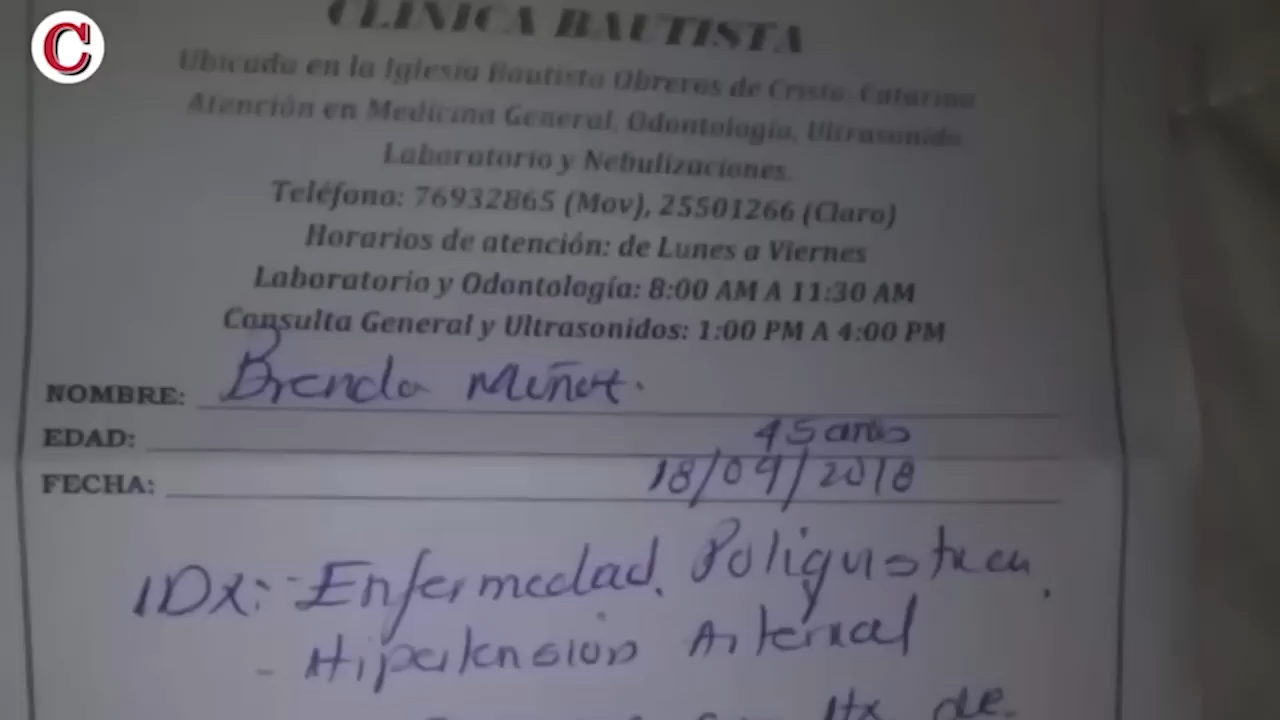 C
CLINICA BAUTISTA
Ubicada en la Iglesia Bautista Obreros de Cristo. Catarina
Atención en Medicina General, Odontología, Ultrasonido
Laboratorio y Nebulizaciones.
Teléfono: 76932865 (Mov), 25501266 (Claro)
Horarios de atención: de Lunes a Viernes
Laboratorio y Odontología: 8:00 AM A 11:30 AM
Consulta General y Ultrasonidos: 1:00 PM A 4:00 PM
NOMBRE: Brenda Muñoz.
EDAD: 45 años
FECHA: 18/09/2018
IDX: - Enfermedad. Poliquistica.
- Hipertensión Arterial
Hx de